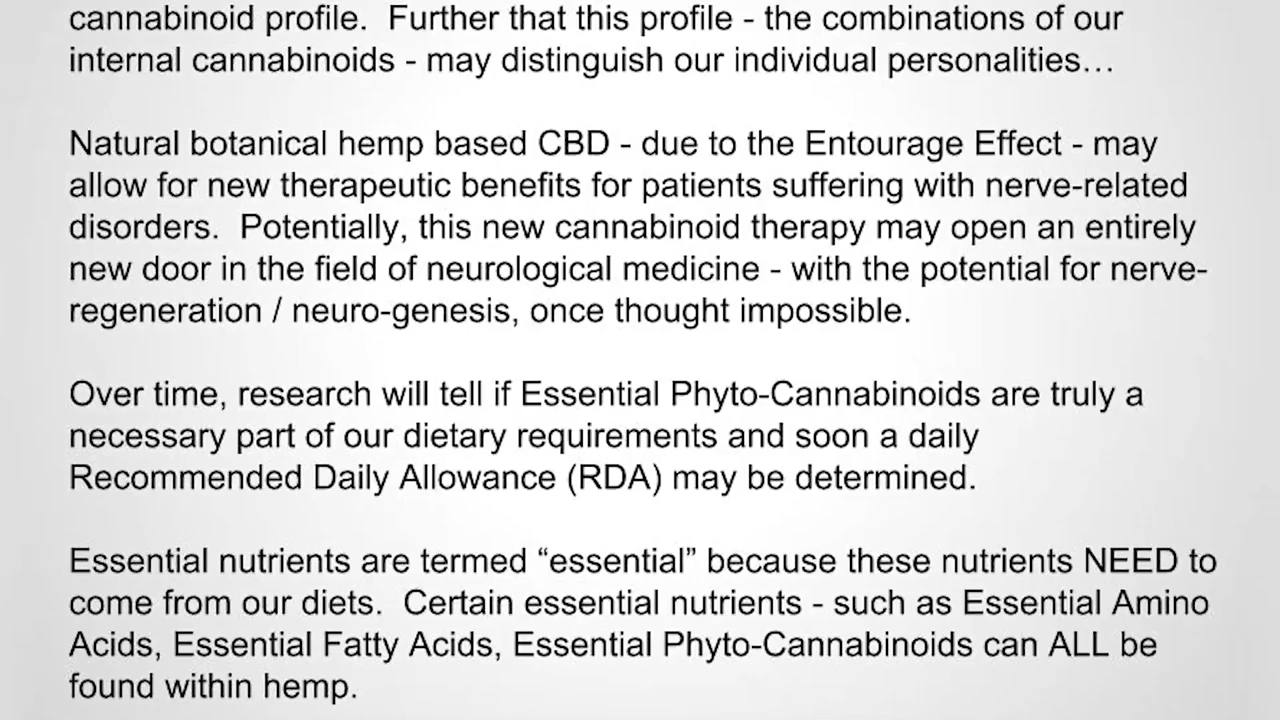 cannabinoid profile.  Further that this profile - the combinations of our
internal cannabinoids - may distinguish our individual personalities…
Natural botanical hemp based CBD - due to the Entourage Effect - may
allow for new therapeutic benefits for patients suffering with nerve-related
disorders.  Potentially, this new cannabinoid therapy may open an entirely
new door in the field of neurological medicine - with the potential for nerve-
regeneration / neuro-genesis, once thought impossible.
Over time, research will tell if Essential Phyto-Cannabinoids are truly a
necessary part of our dietary requirements and soon a daily
Recommended Daily Allowance (RDA) may be determined.
Essential nutrients are termed “essential” because these nutrients NEED to
come from our diets.  Certain essential nutrients - such as Essential Amino
Acids, Essential Fatty Acids, Essential Phyto-Cannabinoids can ALL be
found within hemp.